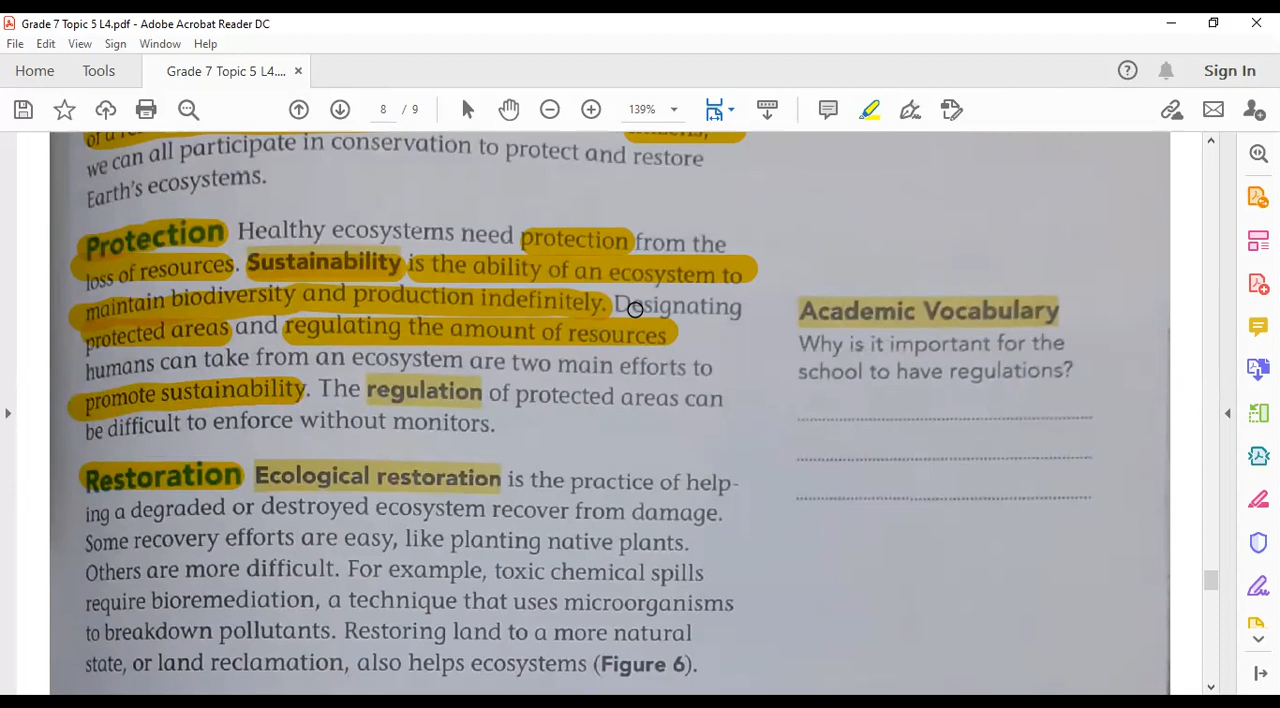 Grade 7 Topic 5 L4.pdf - Adobe Acrobat Reader DC
File Edit View Sign Window Help
Home Tools Grade 7 Topic 5 L4.... ×
8 / 9 139%
Sign In
of a
we can all participate in conservation to protect and restore
Earth's ecosystems.
Protection Healthy ecosystems need protection from the
loss of resources. Sustainability is the ability of an ecosystem to
maintain biodiversity and production indefinitely. Designating
protected areas and regulating the amount of resources
humans can take from an ecosystem are two main efforts to
promote sustainability. The regulation of protected areas can
be difficult to enforce without monitors.
Restoration Ecological restoration is the practice of help-
ing a degraded or destroyed ecosystem recover from damage.
Some recovery efforts are easy, like planting native plants.
Others are more difficult. For example, toxic chemical spills
require bioremediation, a technique that uses microorganisms
to breakdown pollutants. Restoring land to a more natural
state, or land reclamation, also helps ecosystems (Figure 6).
Academic Vocabulary
Why is it important for the
school to have regulations?